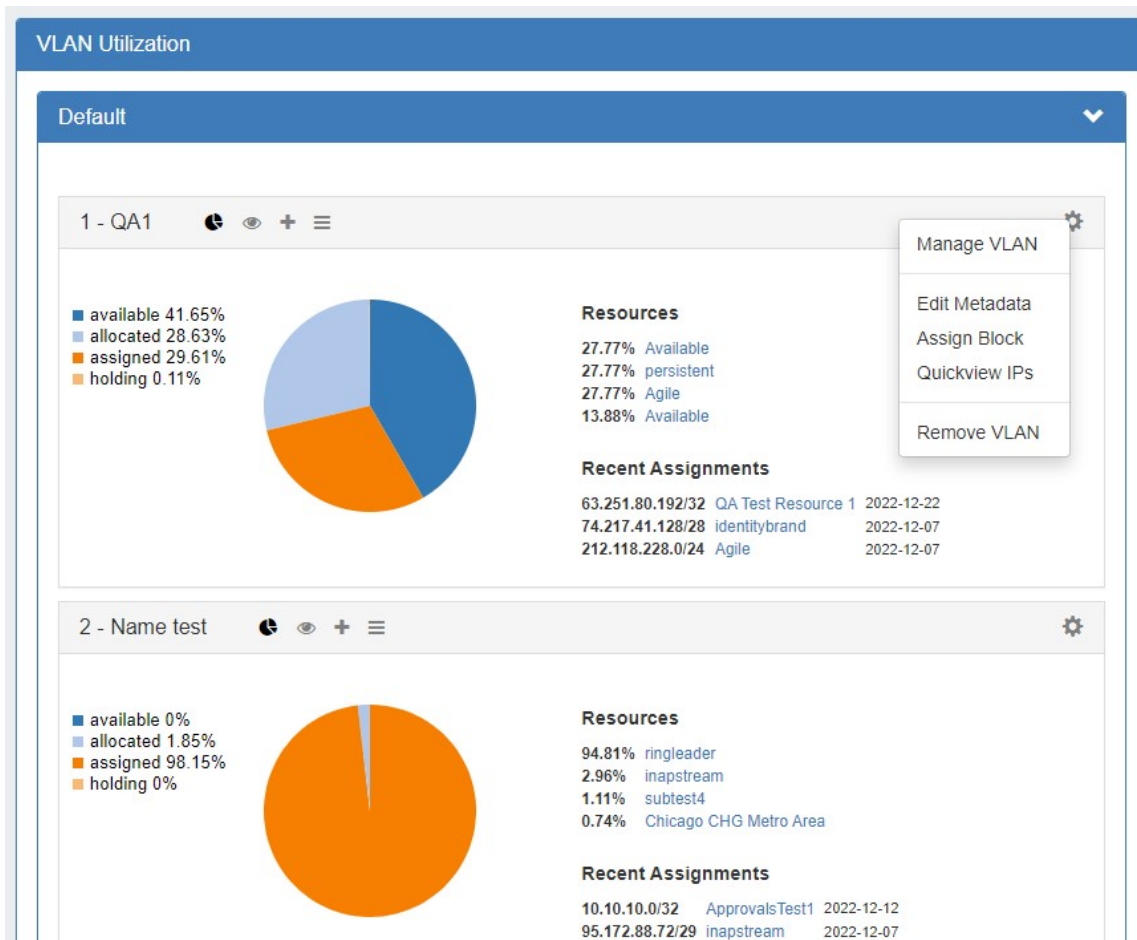 VLAN Utilization
Default
1 - QA1
Manage VLAN
Edit Metadata
Assign Block
Quickview IPs
Remove VLAN
available 41.65%
allocated 28.63%
assigned 29.61%
holding 0.11%
Resources
27.77% Available
27.77% persistent
27.77% Agile
13.88% Available
Recent Assignments
63.251.80.192/32 QA Test Resource 1 2022-12-22
74.217.41.128/28 identitybrand 2022-12-07
212.118.228.0/24 Agile 2022-12-07
2 - Name test
available 0%
allocated 1.85%
assigned 98.15%
holding 0%
Resources
94.81% ringleader
2.96% inapstream
1.11% subtest4
0.74% Chicago CHG Metro Area
Recent Assignments
10.10.10.0/32 ApprovalsTest1 2022-12-12
95.172.88.72/29 inapstream 2022-12-07